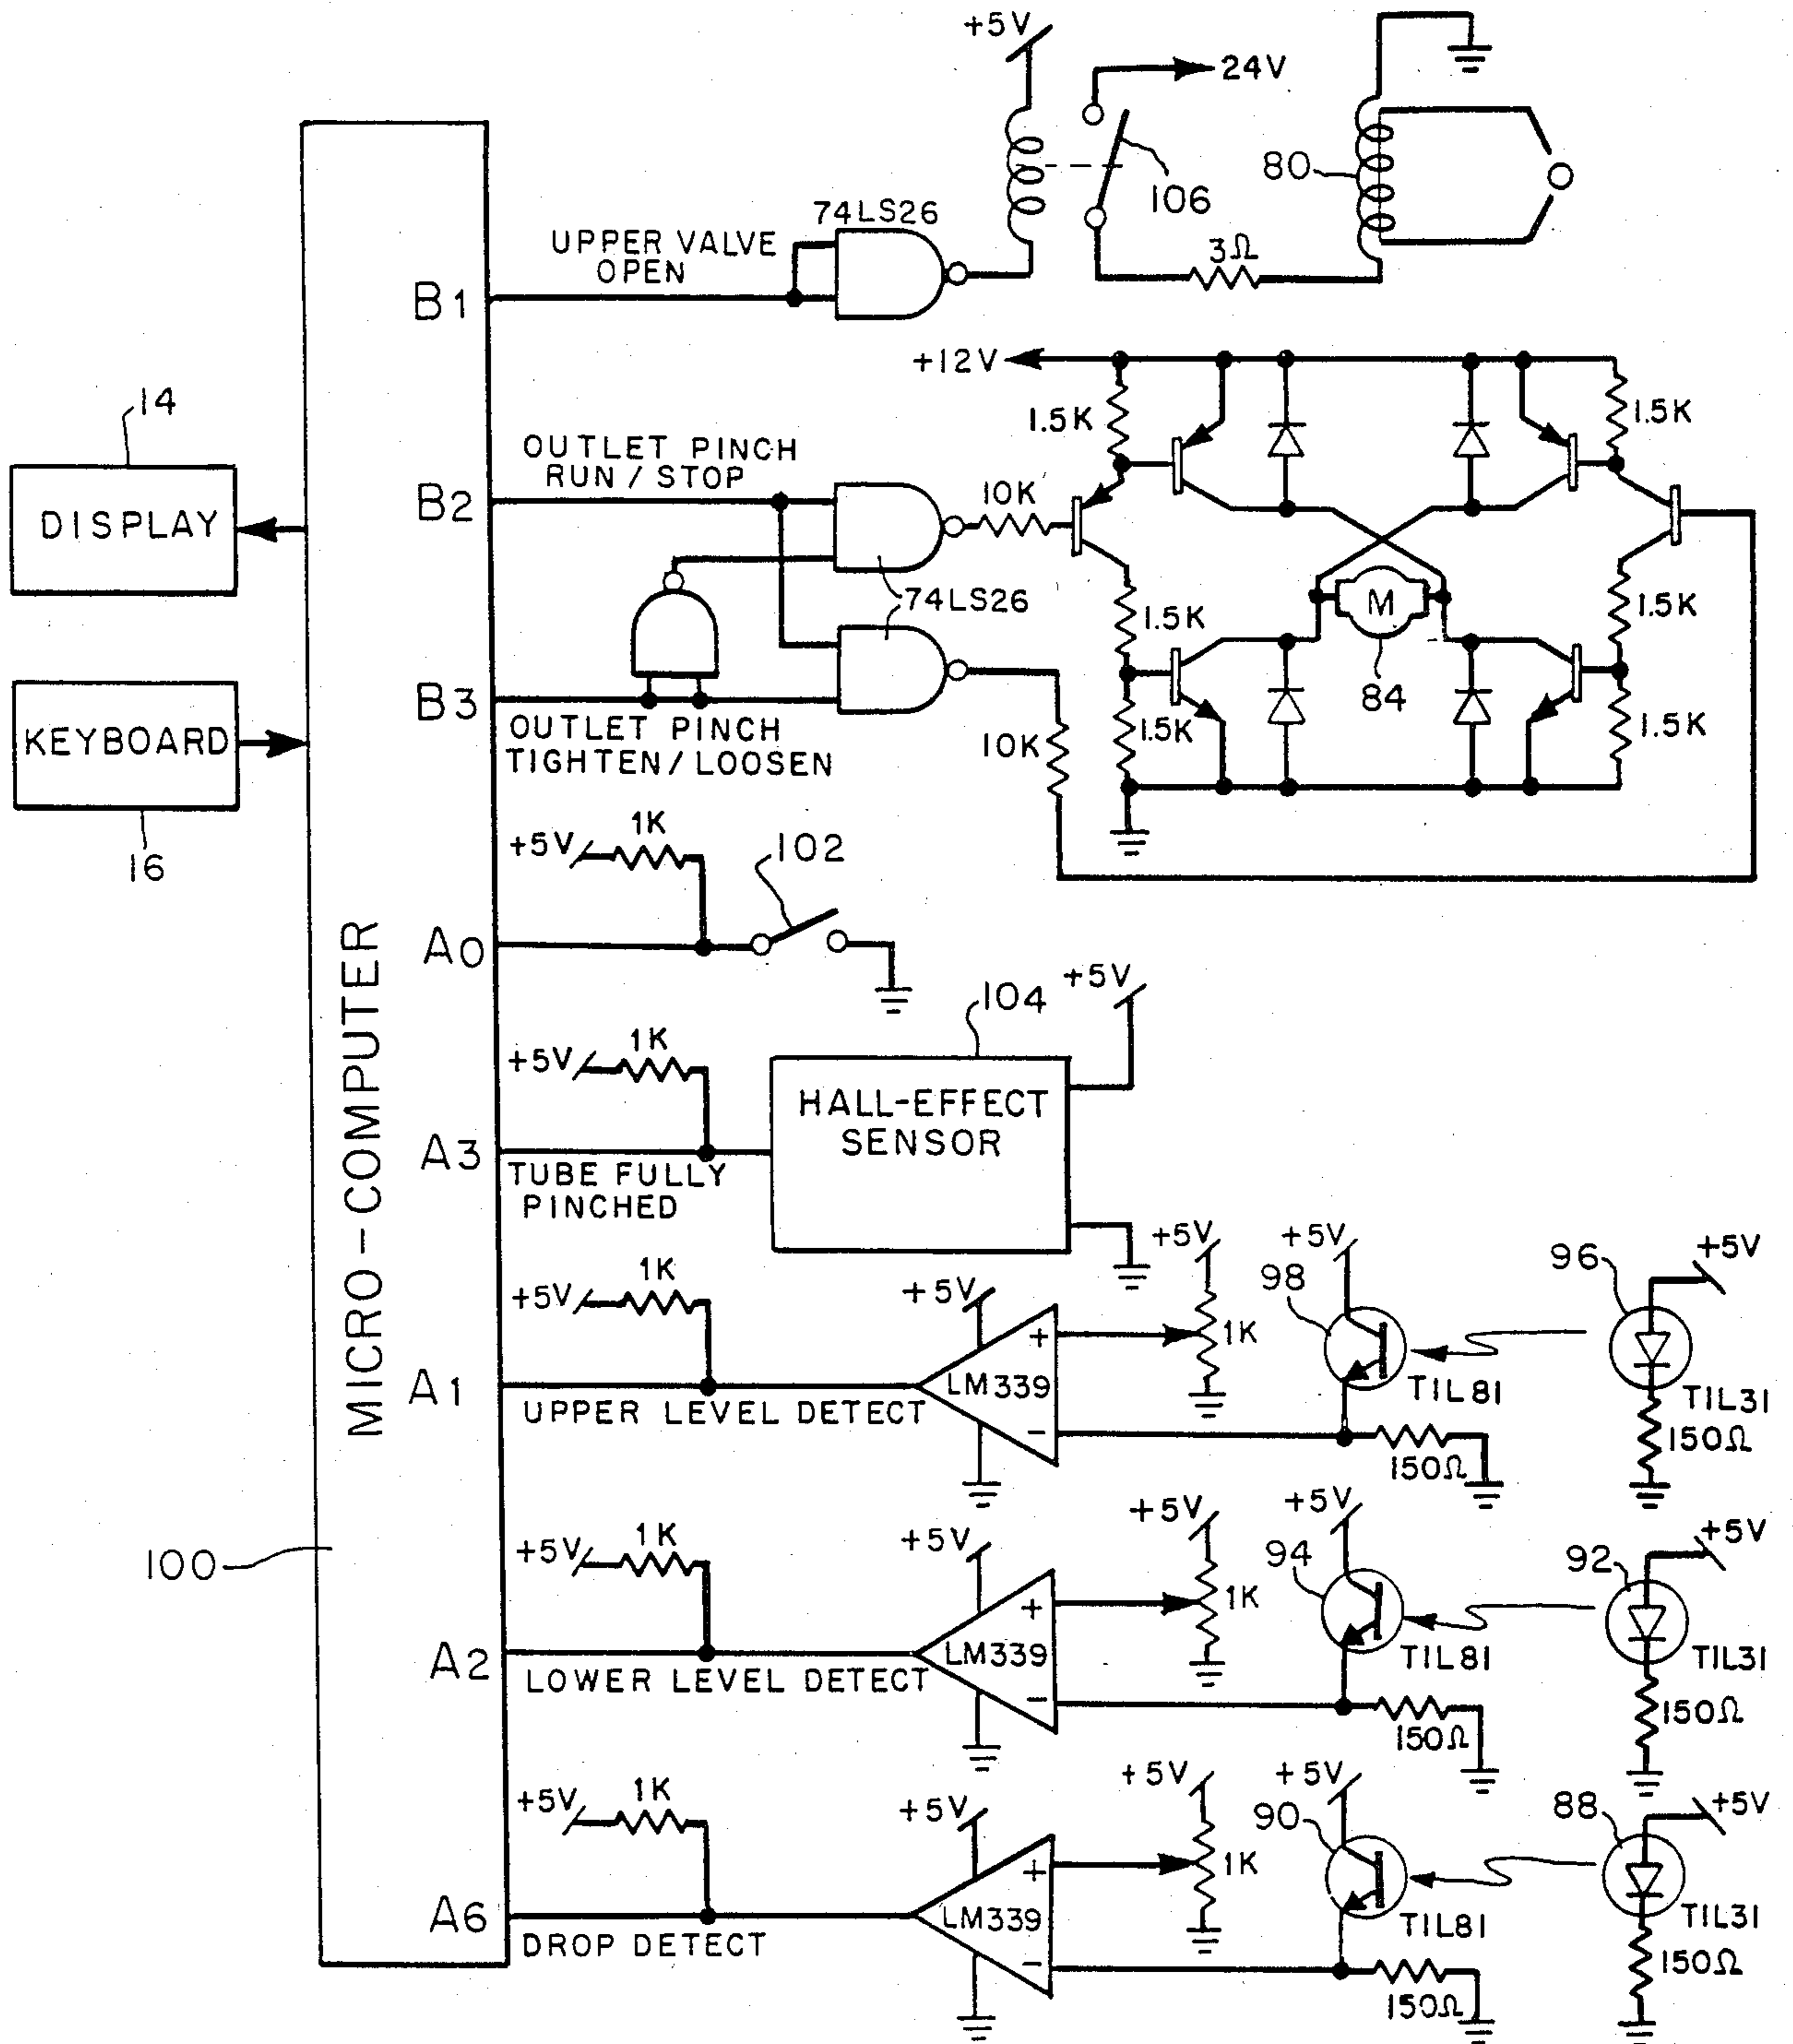 +5V
24V
80
106
74LS26
3Ω
UPPER VALVE
OPEN
B1
+12V
14
1.5K
1.5K
OUTLET PINCH
RUN / STOP
B2
10K
DISPLAY
74LS26
M
1.5K
1.5K
84
B3
OUTLET PINCH
TIGHTEN/LOOSEN
KEYBOARD
10K
1.5K
1.5K
16
+5V
1K
102
A0
104
+5V
+5V
1K
HALL-EFFECT
SENSOR
A3
TUBE FULLY
PINCHED
MICRO-COMPUTER
+5V
1K
+5V
+5V
+5V
98
96
+5V
+
1K
LM339
TIL81
TIL31
A1
UPPER LEVEL DETECT
−
150Ω
150Ω
100
+5V
1K
+5V
+5V
+5V
94
92
+5V
+
1K
LM339
TIL81
TIL31
A2
LOWER LEVEL DETECT
−
150Ω
150Ω
+5V
1K
+5V
+5V
+5V
90
88
+5V
+
1K
LM339
TIL81
TIL31
A6
DROP DETECT
−
150Ω
150Ω